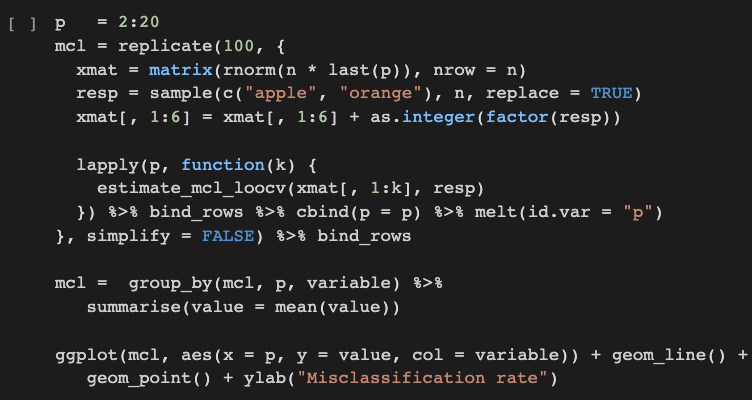 [ ] p   = 2:20
mcl = replicate(100, {
  xmat = matrix(rnorm(n * last(p)), nrow = n)
  resp = sample(c("apple", "orange"), n, replace = TRUE)
  xmat[, 1:6] = xmat[, 1:6] + as.integer(factor(resp))
  lapply(p, function(k) {
    estimate_mcl_loocv(xmat[, 1:k], resp)
  }) %>% bind_rows %>% cbind(p = p) %>% melt(id.var = "p")
}, simplify = FALSE) %>% bind_rows
mcl =  group_by(mcl, p, variable) %>%
   summarise(value = mean(value))
ggplot(mcl, aes(x = p, y = value, col = variable)) + geom_line() +
   geom_point() + ylab("Misclassification rate")